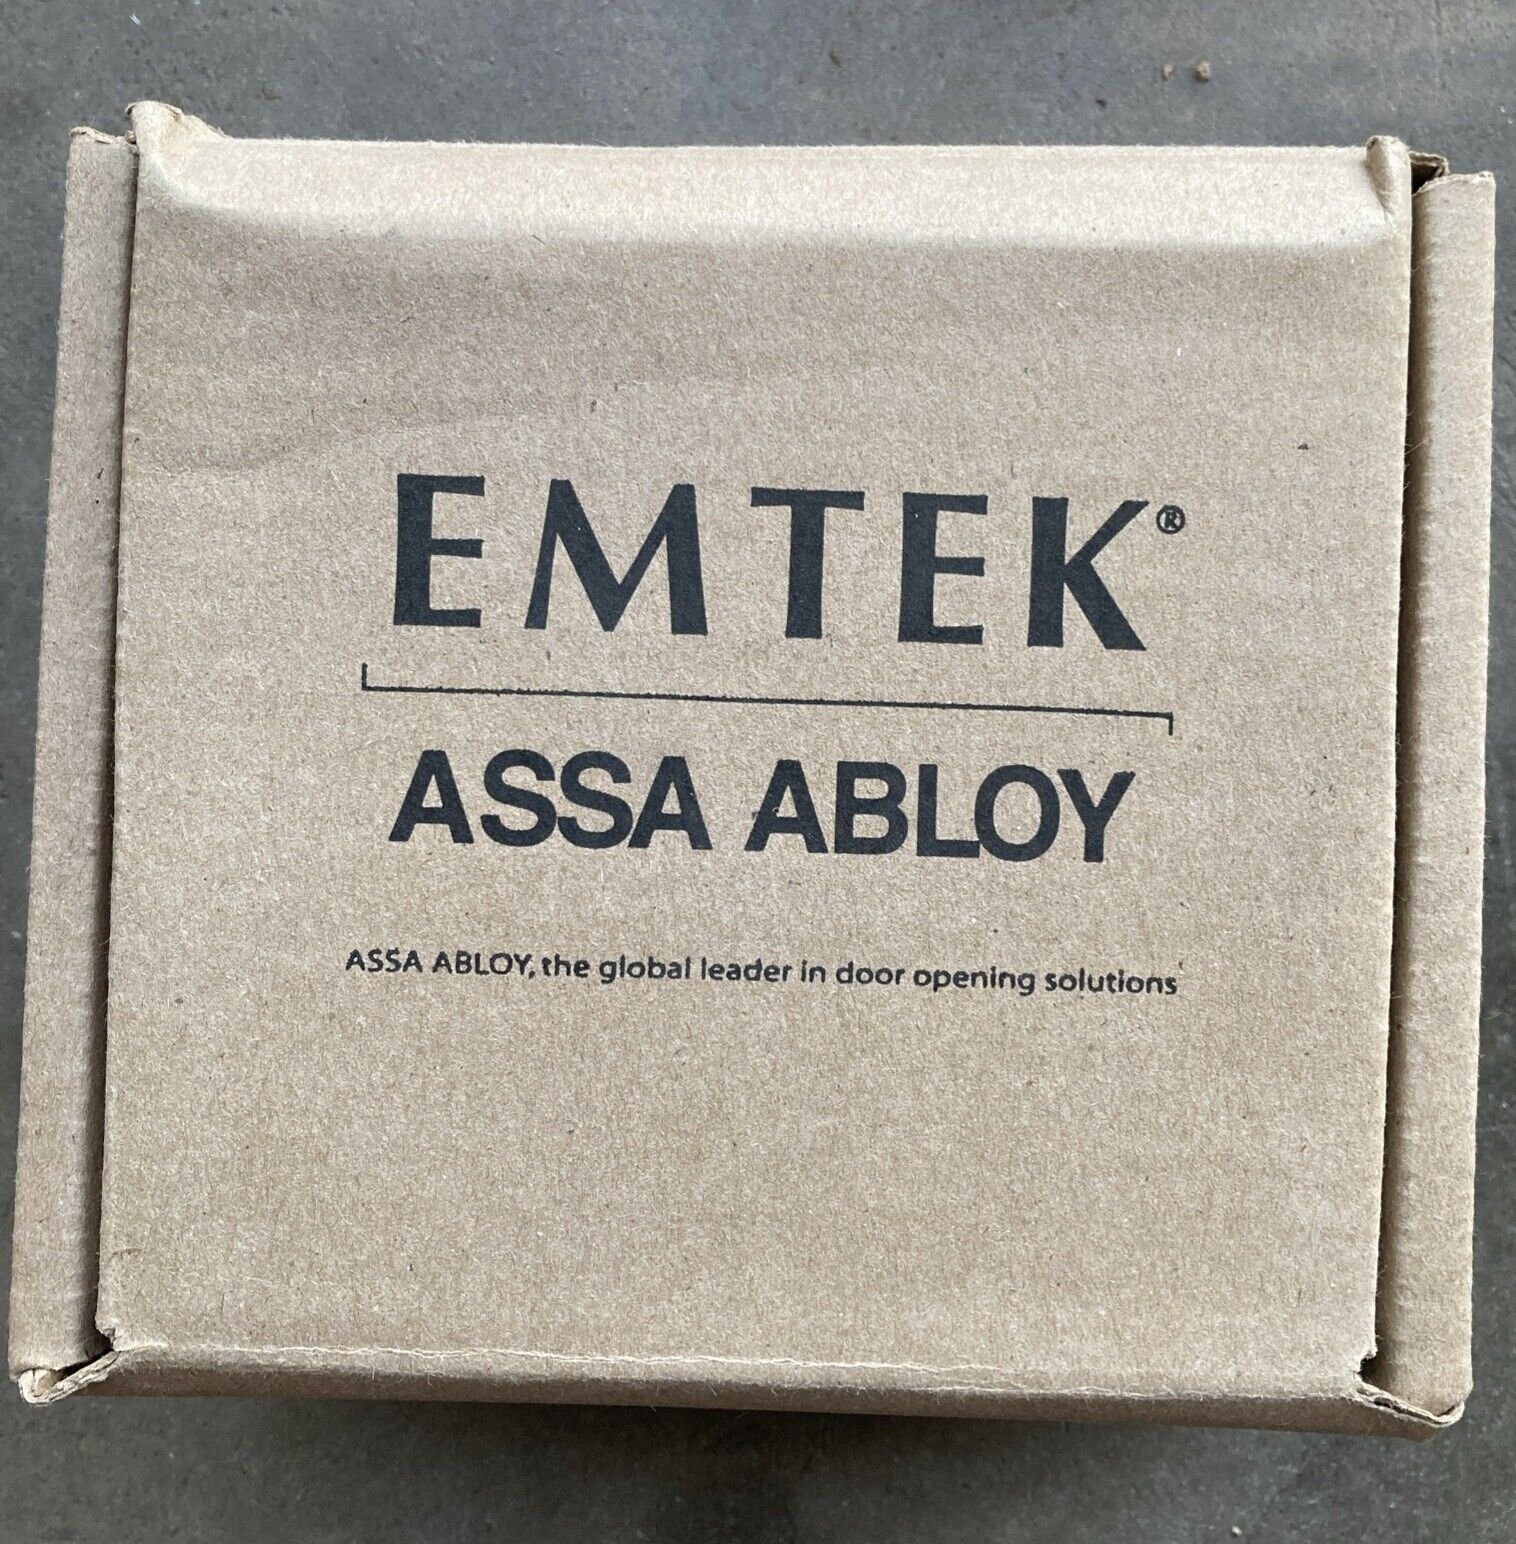 EMTEK®
ASSA ABLOY
ASSA ABLOY, the global leader in door opening solutions